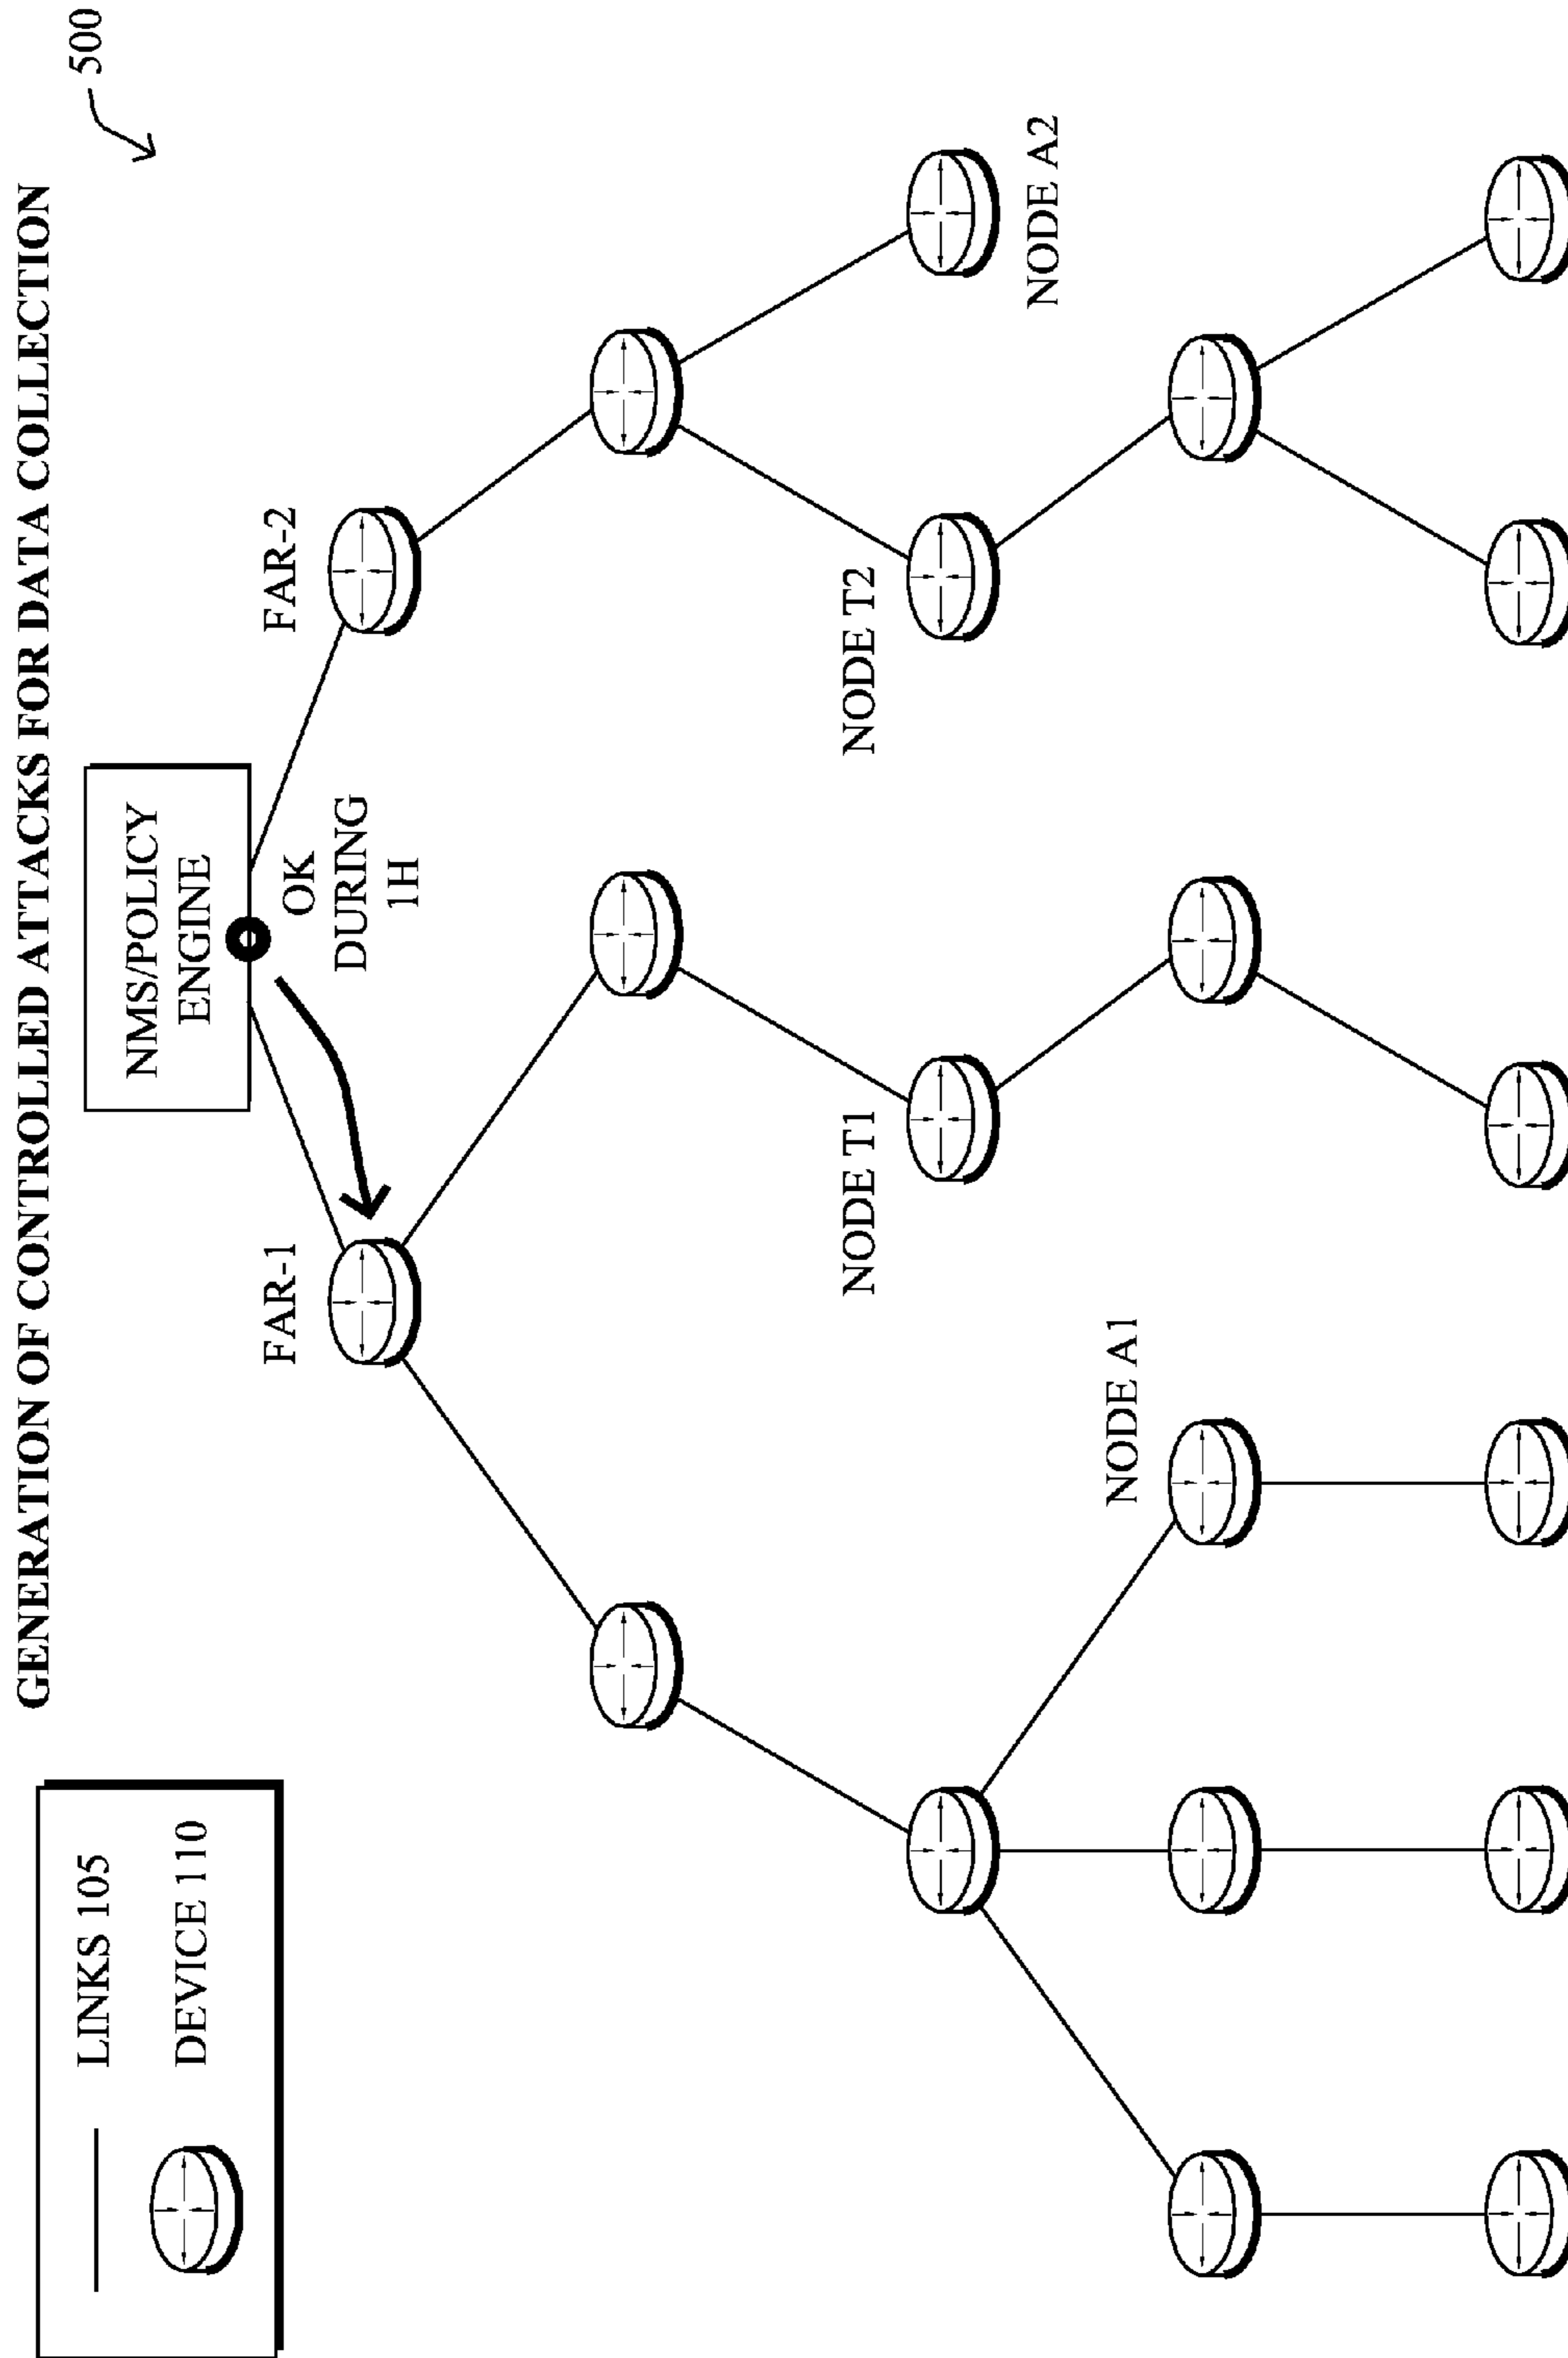 GENERATION OF CONTROLLED ATTACKS FOR DATA COLLECTION
500
LINKS 105
DEVICE 110
NMS/POLICY
ENGINE
OK
DURING
1H
FAR-1
FAR-2
NODE T1
NODE T2
NODE A2
NODE A1